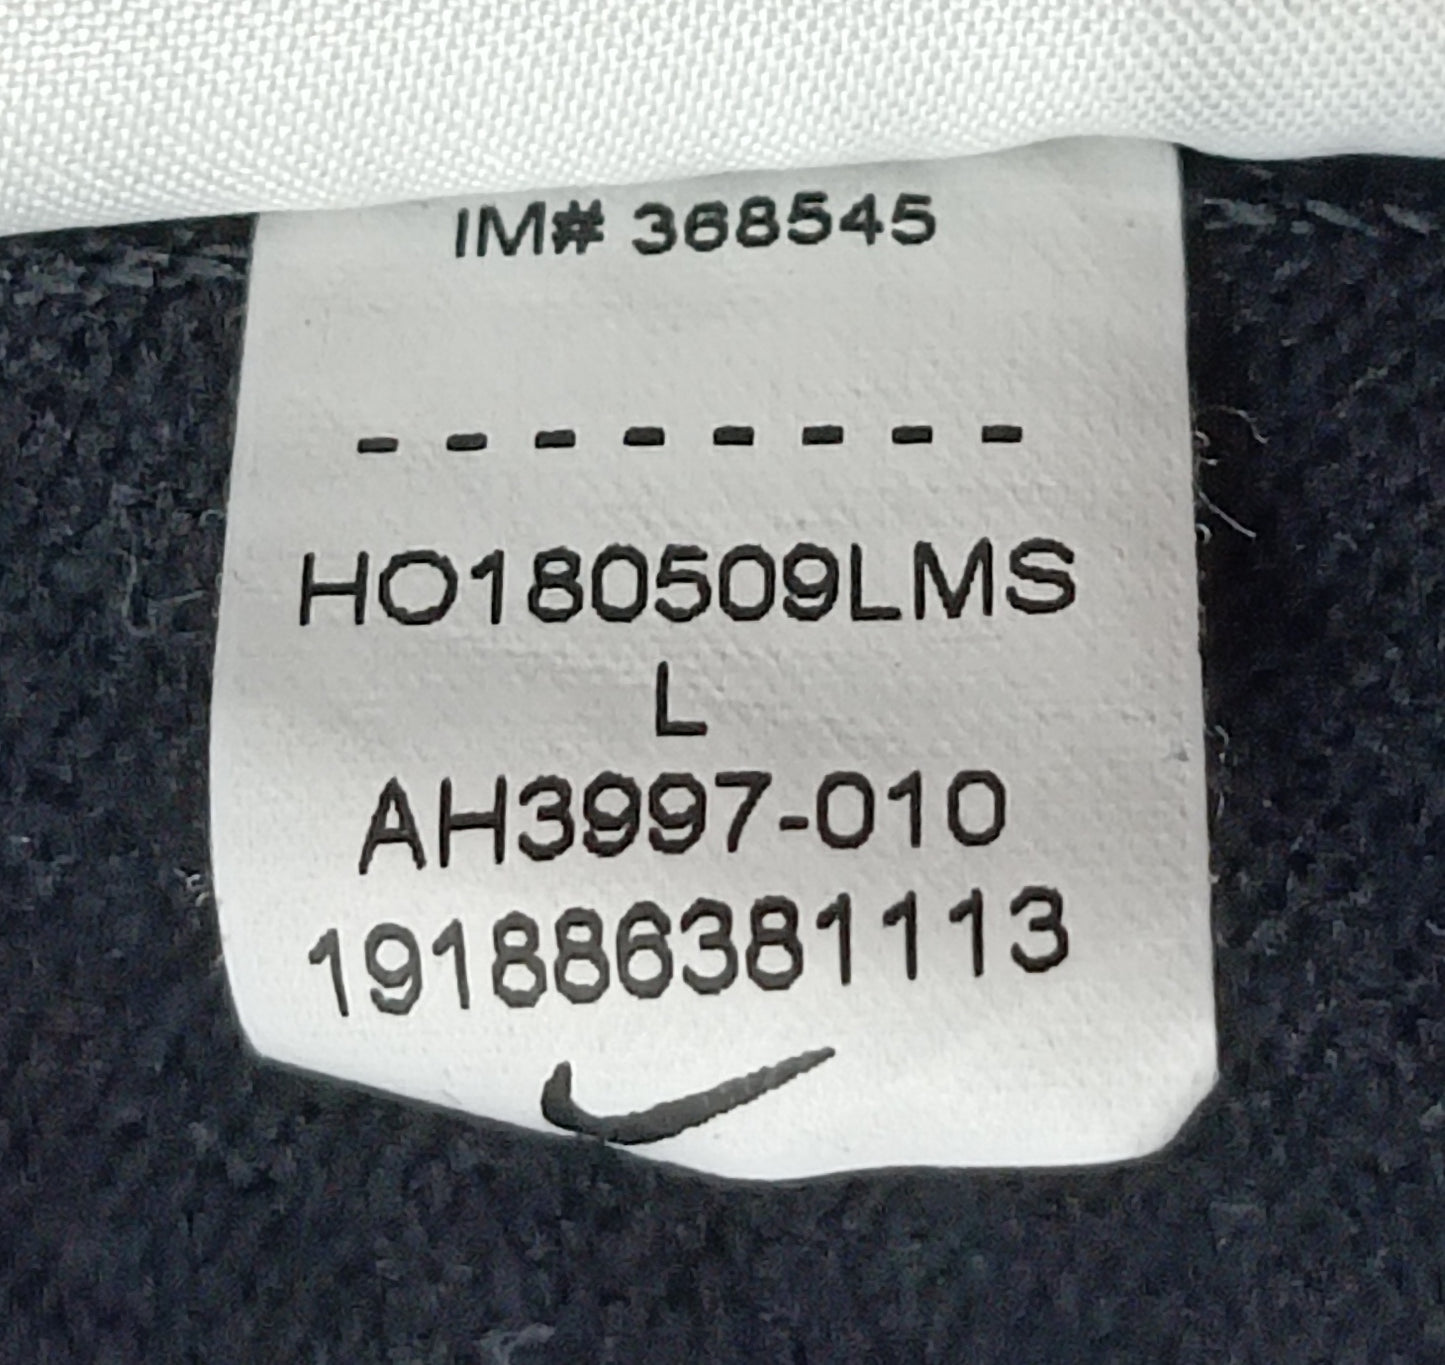 IM# 368545
- - - - - - - -
HO180509LMS
L
AH3997-010
191886381113